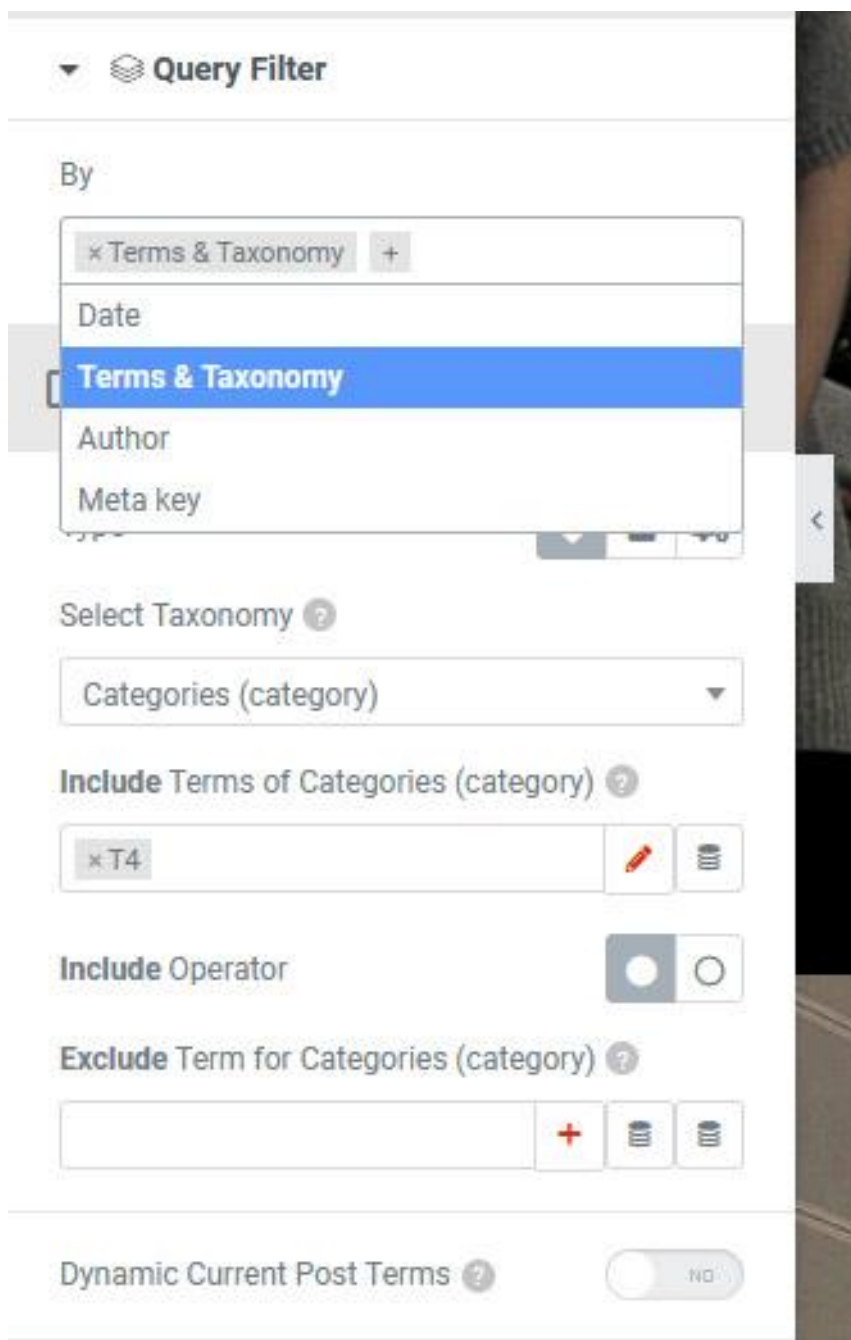 Query Filter
By
× Terms & Taxonomy +
Date
Terms & Taxonomy
Author
Meta key
Select Taxonomy ?
Categories (category)
Include Terms of Categories (category) ?
× T4
Include Operator
Exclude Term for Categories (category) ?
Dynamic Current Post Terms ?
NO